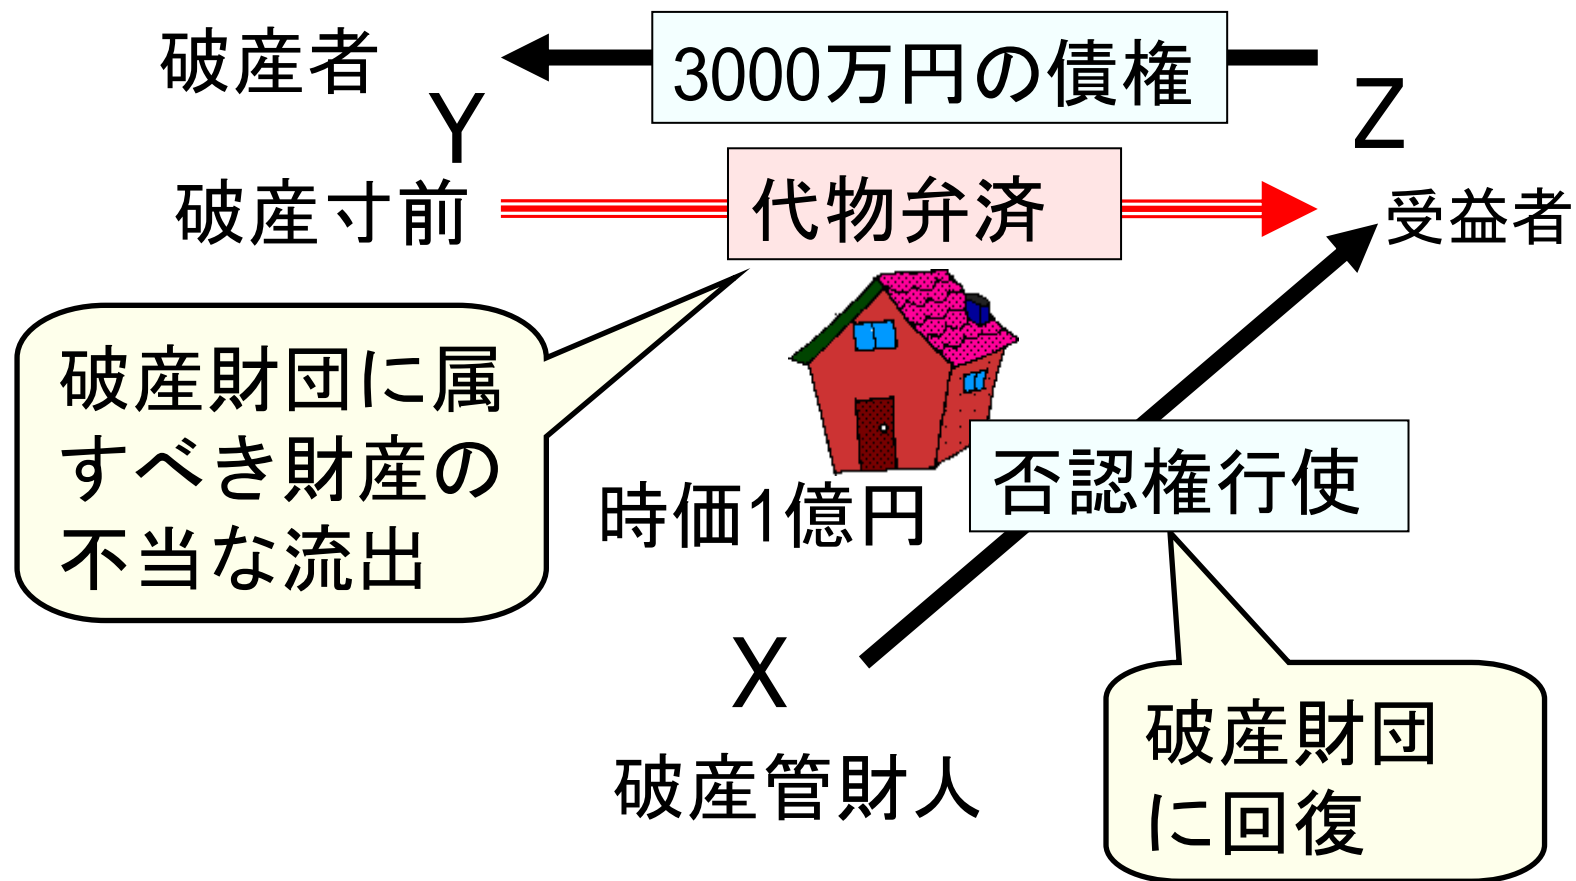 破産者
3000万円の債権
Y
Z
破産寸前
代物弁済
受益者
破産財団に属
すべき財産の
不当な流出
時価1億円
否認権行使
X
破産管財人
破産財団
に回復